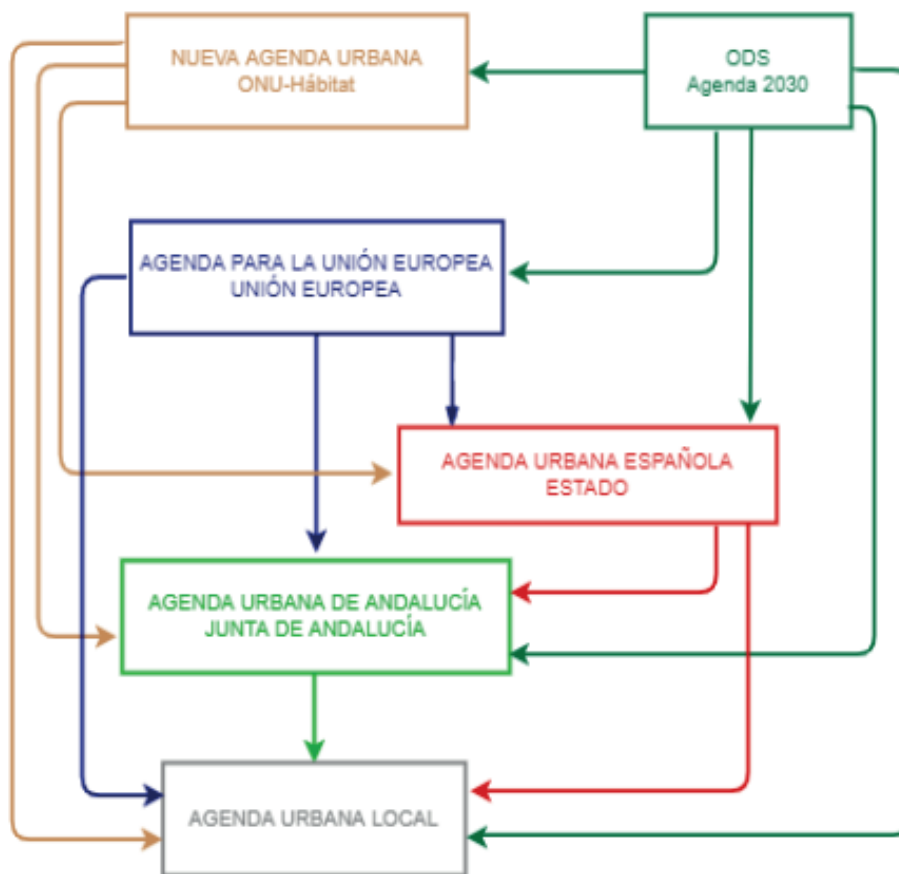 NUEVA AGENDA URBANA
ONU-Hábitat
ODS
Agenda 2030
AGENDA PARA LA UNIÓN EUROPEA
UNIÓN EUROPEA
AGENDA URBANA ESPAÑOLA
ESTADO
AGENDA URBANA DE ANDALUCÍA
JUNTA DE ANDALUCÍA
AGENDA URBANA LOCAL